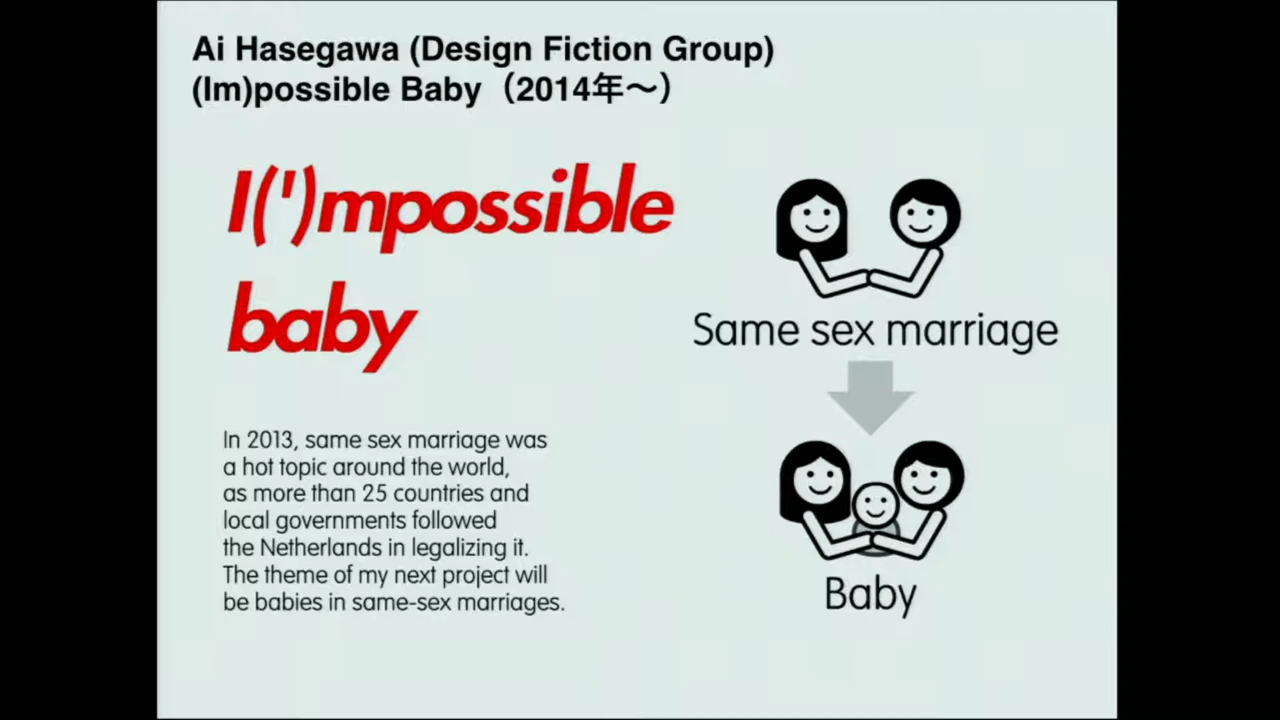 Ai Hasegawa (Design Fiction Group)
(Im)possible Baby（2014年〜）
I(')mpossible
baby
Same sex marriage
In 2013, same sex marriage was
a hot topic around the world,
as more than 25 countries and
local governments followed
the Netherlands in legalizing it.
The theme of my next project will
be babies in same-sex marriages.
Baby